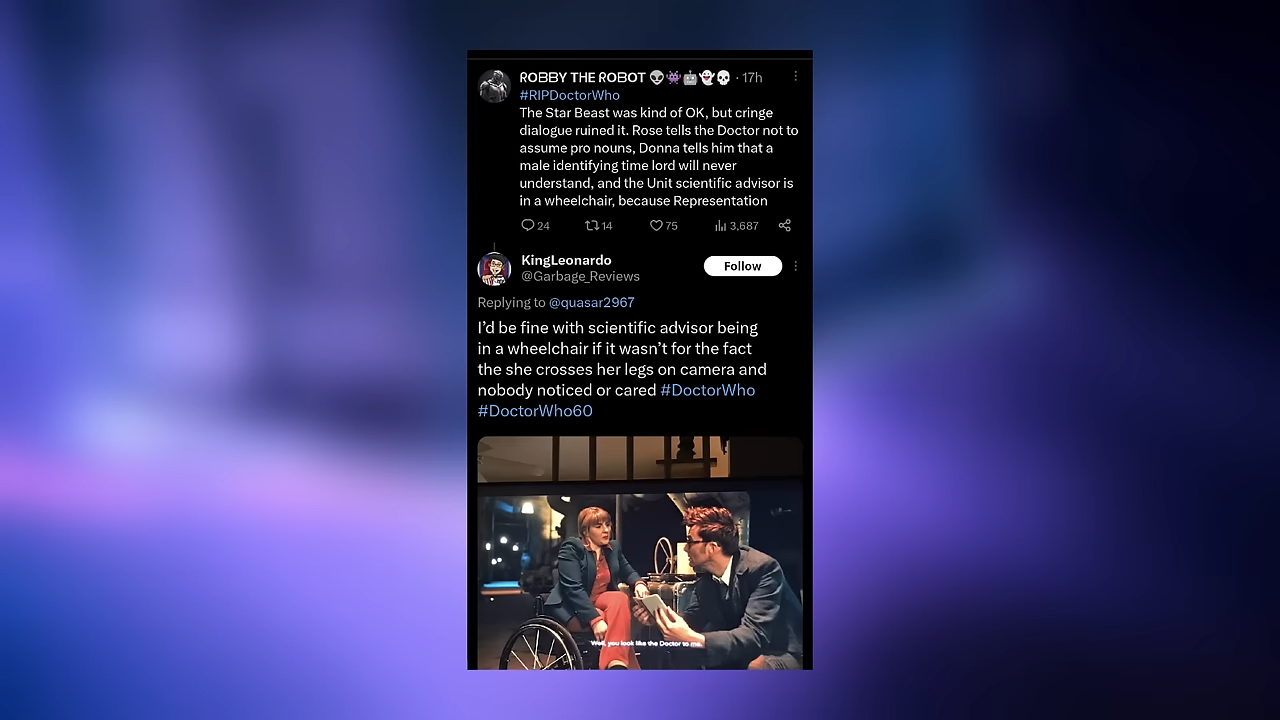 ROBBY THE ROBOT 👽👾🤖👻💀 · 17h
#RIPDoctorWho
The Star Beast was kind of OK, but cringe
dialogue ruined it. Rose tells the Doctor not to
assume pro nouns, Donna tells him that a
male identifying time lord will never
understand, and the Unit scientific advisor is
in a wheelchair, because Representation
24 14 75 3,687
KingLeonardo
@Garbage_Reviews
Follow
Replying to @quasar2967
I'd be fine with scientific advisor being
in a wheelchair if it wasn't for the fact
the she crosses her legs on camera and
nobody noticed or cared #DoctorWho
#DoctorWho60
Well, you look like the Doctor to me.